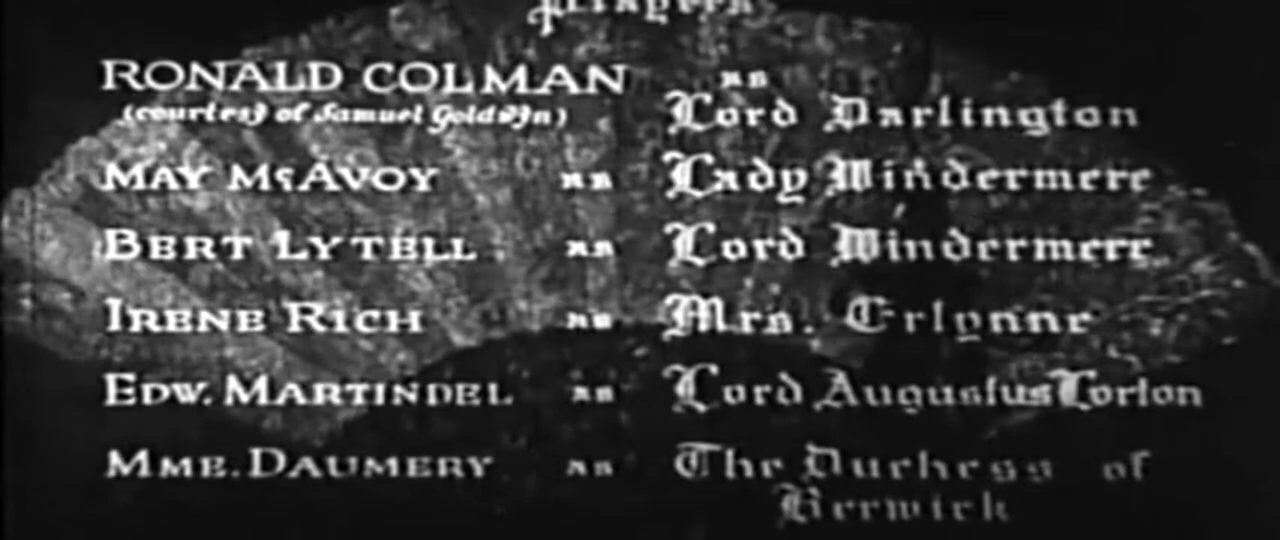 Players
RONALD COLMAN as
(courtesy of Samuel Goldwyn) Lord Darlington
MAY McAVOY as Lady Windermere
BERT LYTELL as Lord Windermere
IRENE RICH as Mrs. Erlynne
EDW. MARTINDEL as Lord Augustus Lorton
MME. DAUMERY as The Duchess of
Berwick